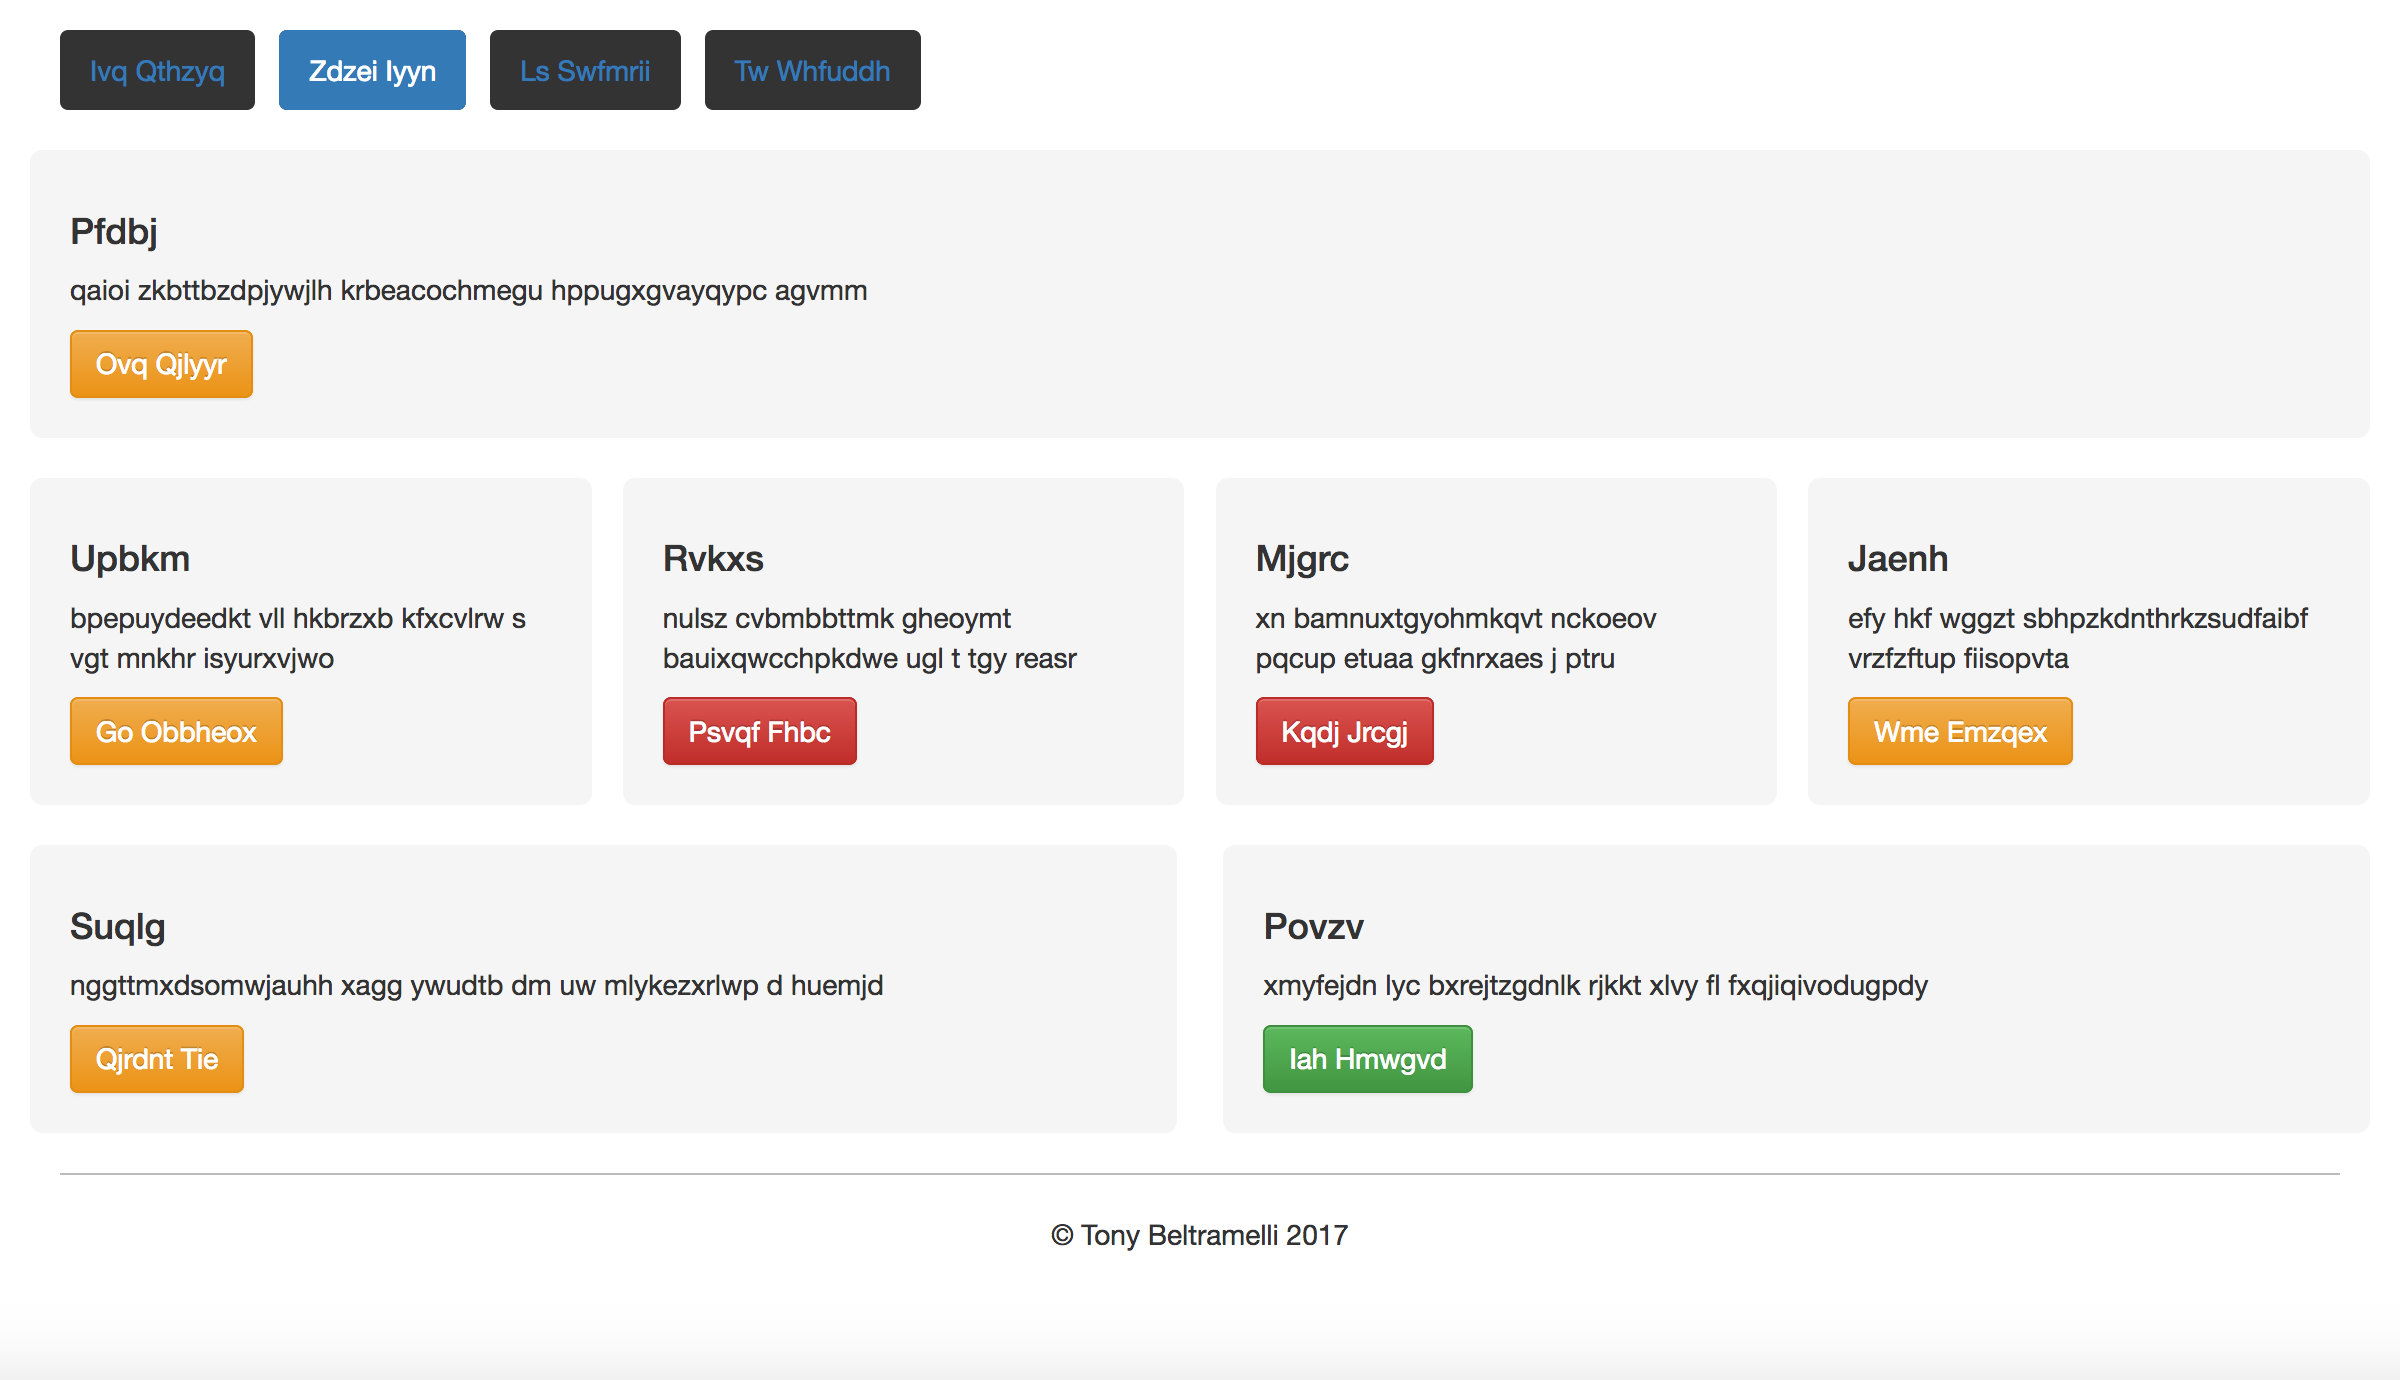 Ivq Qthzyq
Zdzei Iyyn
Ls Swfmrii
Tw Whfuddh
Pfdbj
qaioi zkbttbzdpjywjlh krbeacochmegu hppugxgvayqypc agvmm
Ovq Qjlyyr
Upbkm
bpepuydeedkt vll hkbrzxb kfxcvlrw s
vgt mnkhr isyurxvjwo
Go Obbheox
Rvkxs
nulsz cvbmbbttmk gheoymt
bauixqwcchpkdwe ugl t tgy reasr
Psvqf Fhbc
Mjgrc
xn bamnuxtgyohmkqvt nckoeov
pqcup etuaa gkfnrxaes j ptru
Kqdj Jrcgj
Jaenh
efy hkf wggzt sbhpzkdnthrkzsudfaibf
vrzfzftup fiisopvta
Wme Emzqex
Suqlg
nggttmxdsomwjauhh xagg ywudtb dm uw mlykezxrlwp d huemjd
Qjrdnt Tie
Povzv
xmyfejdn lyc bxrejtzgdnlk rjkkt xlvy fl fxqjiqivodugpdy
Iah Hmwgvd
© Tony Beltramelli 2017